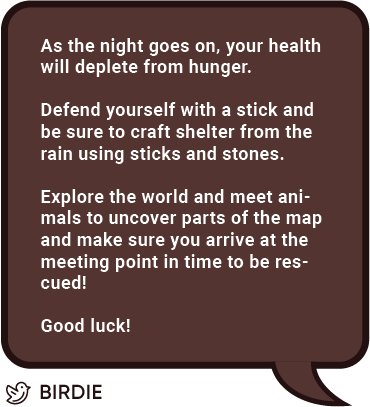 As the night goes on, your health
will deplete from hunger.
Defend yourself with a stick and
be sure to craft shelter from the
rain using sticks and stones.
Explore the world and meet ani-
mals to uncover parts of the map
and make sure you arrive at the
meeting point in time to be res-
cued!
Good luck!
BIRDIE